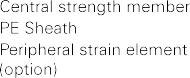 Central strength member
PE Sheath
Peripheral strain element
(option)